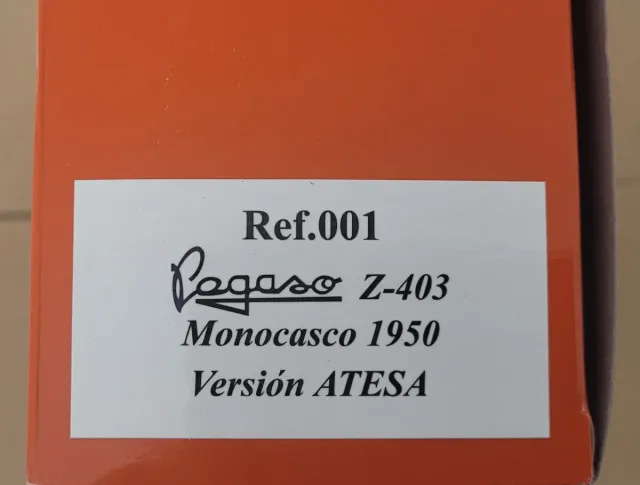 Ref.001
Pegaso Z-403
Monocasco 1950
Versión ATESA